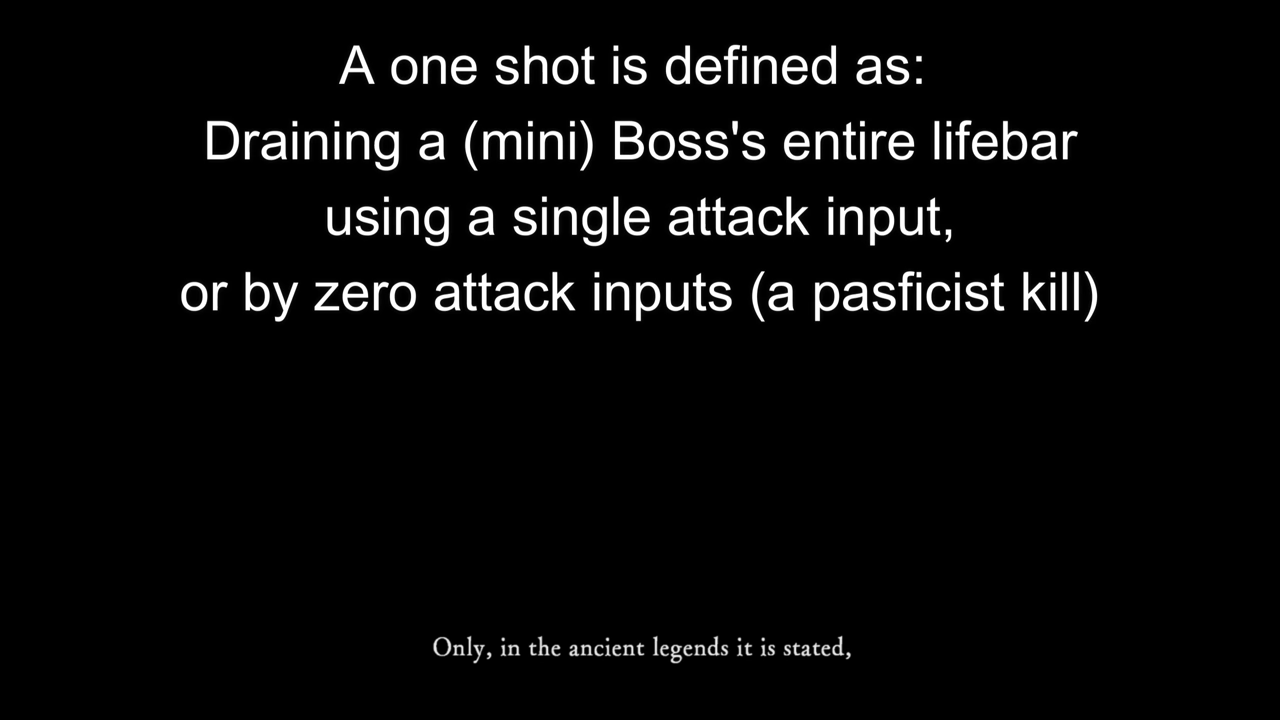 A one shot is defined as:
Draining a (mini) Boss's entire lifebar
using a single attack input,
or by zero attack inputs (a pasficist kill)
Only, in the ancient legends it is stated,